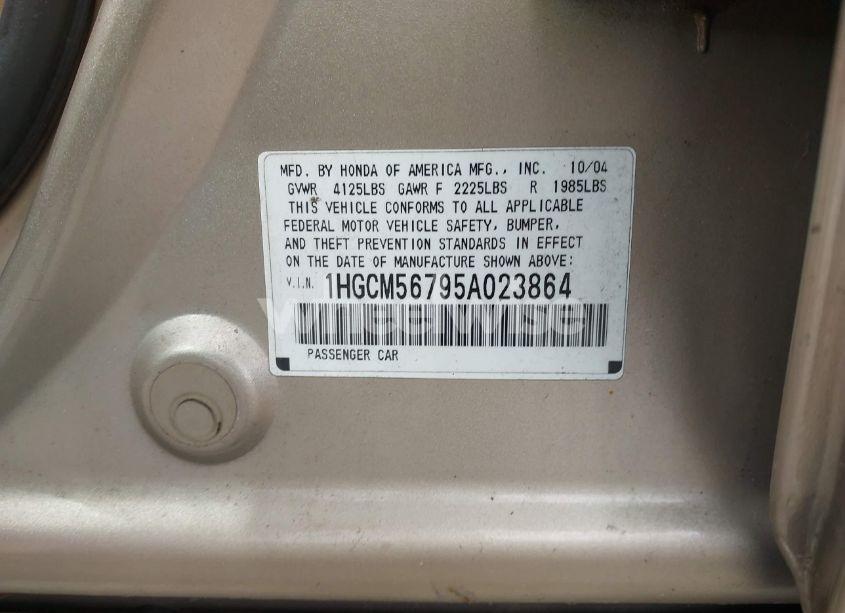 MFD. BY HONDA OF AMERICA MFG., INC. 10/04
GVWR 4125LBS GAWR F 2225LBS R 1985LBS
THIS VEHICLE CONFORMS TO ALL APPLICABLE
FEDERAL MOTOR VEHICLE SAFETY, BUMPER,
AND THEFT PREVENTION STANDARDS IN EFFECT
ON THE DATE OF MANUFACTURE SHOWN ABOVE:
V.I.N. 1HGCM56795A023864
PASSENGER CAR